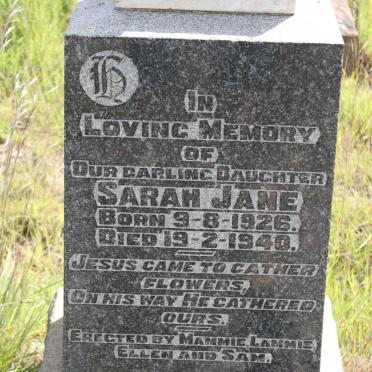 H
IN
LOVING MEMORY
OF
OUR DARLING DAUGHTER
SARAH JANE
BORN 9-8-1926.
DIED 19-2-1940.
JESUS CAME TO GATHER
FLOWERS,
ON HIS WAY HE GATHERED
OURS.
ERECTED BY MAMMIE, LAMMIE,
ELLEN AND SAM.